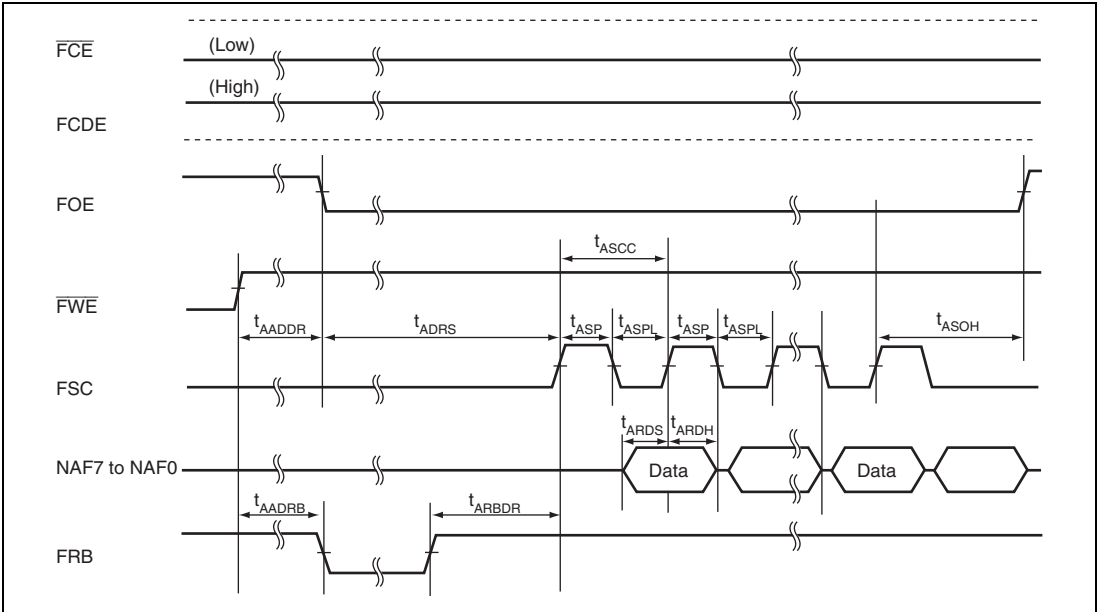 FCE
(Low)
(High)
FCDE
FOE
tASCC
FWE
tAADDR
tADRS
tASP
tASPL
tASP
tASPL
tASOH
FSC
tARDS
tARDH
NAF7 to NAF0
Data
Data
tAADRB
tARBDR
FRB